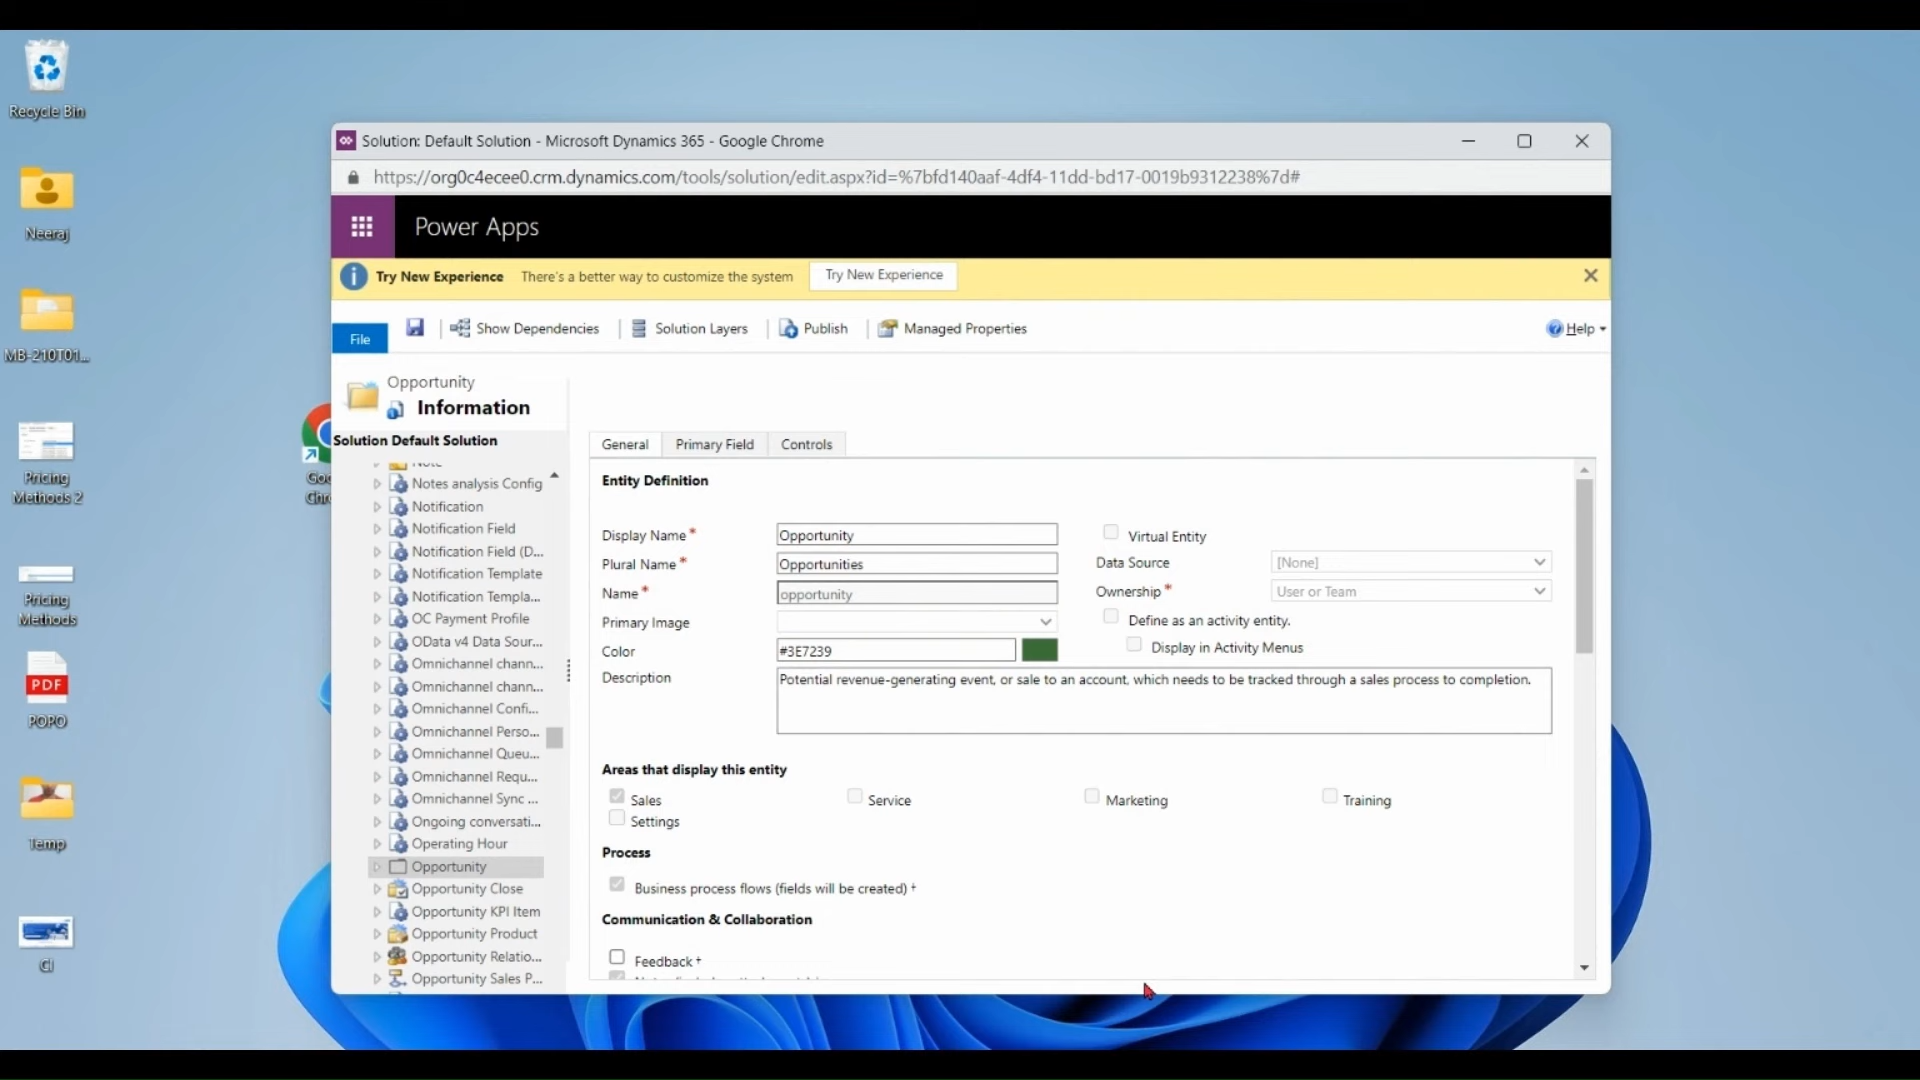 Recycle Bin
Neeraj
MB-210T01...
Pricing
Methods 2
Pricing
Methods
PDF
POPO
Temp
CI
Solution: Default Solution - Microsoft Dynamics 365 - Google Chrome
https://org0c4ecee0.crm.dynamics.com/tools/solution/edit.aspx?id=%7bfd140aaf-4df4-11dd-bd17-0019b9312238%7d#
Power Apps
Try New Experience There's a better way to customize the system Try New Experience
File Show Dependencies Solution Layers Publish Managed Properties Help
Opportunity
Information
Solution Default Solution
Notes analysis Config
Notification
Notification Field
Notification Field (D...
Notification Template
Notification Templa...
OC Payment Profile
OData v4 Data Sour...
Omnichannel chann...
Omnichannel chann...
Omnichannel Confi...
Omnichannel Perso...
Omnichannel Queu...
Omnichannel Requ...
Omnichannel Sync ...
Ongoing conversati...
Operating Hour
Opportunity
Opportunity Close
Opportunity KPI Item
Opportunity Product
Opportunity Relatio...
Opportunity Sales P...
General Primary Field Controls
Entity Definition
Display Name * Opportunity
Plural Name * Opportunities
Name * opportunity
Primary Image
Color #3E7239
Description Potential revenue-generating event, or sale to an account, which needs to be tracked through a sales process to completion.
Virtual Entity
Data Source [None]
Ownership * User or Team
Define as an activity entity.
Display in Activity Menus
Areas that display this entity
Sales Service Marketing Training
Settings
Process
Business process flows (fields will be created) +
Communication & Collaboration
Feedback +